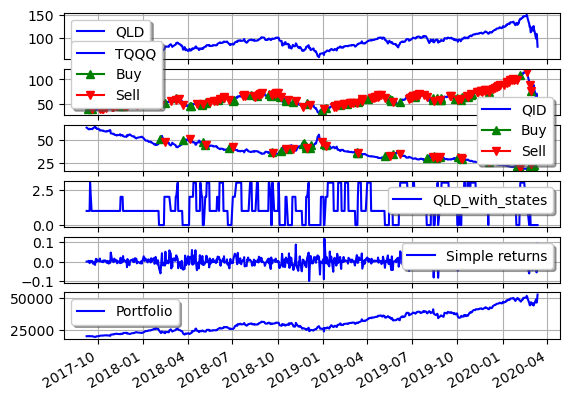 150
100
QLD
TQQQ
Buy
Sell
100
50
QID
Buy
Sell
50
25
2.5
0.0
QLD_with_states
0.1
0.0
−0.1
Simple returns
50000
25000
Portfolio
2017-10
2018-01
2018-04
2018-07
2018-10
2019-01
2019-04
2019-07
2019-10
2020-01
2020-04